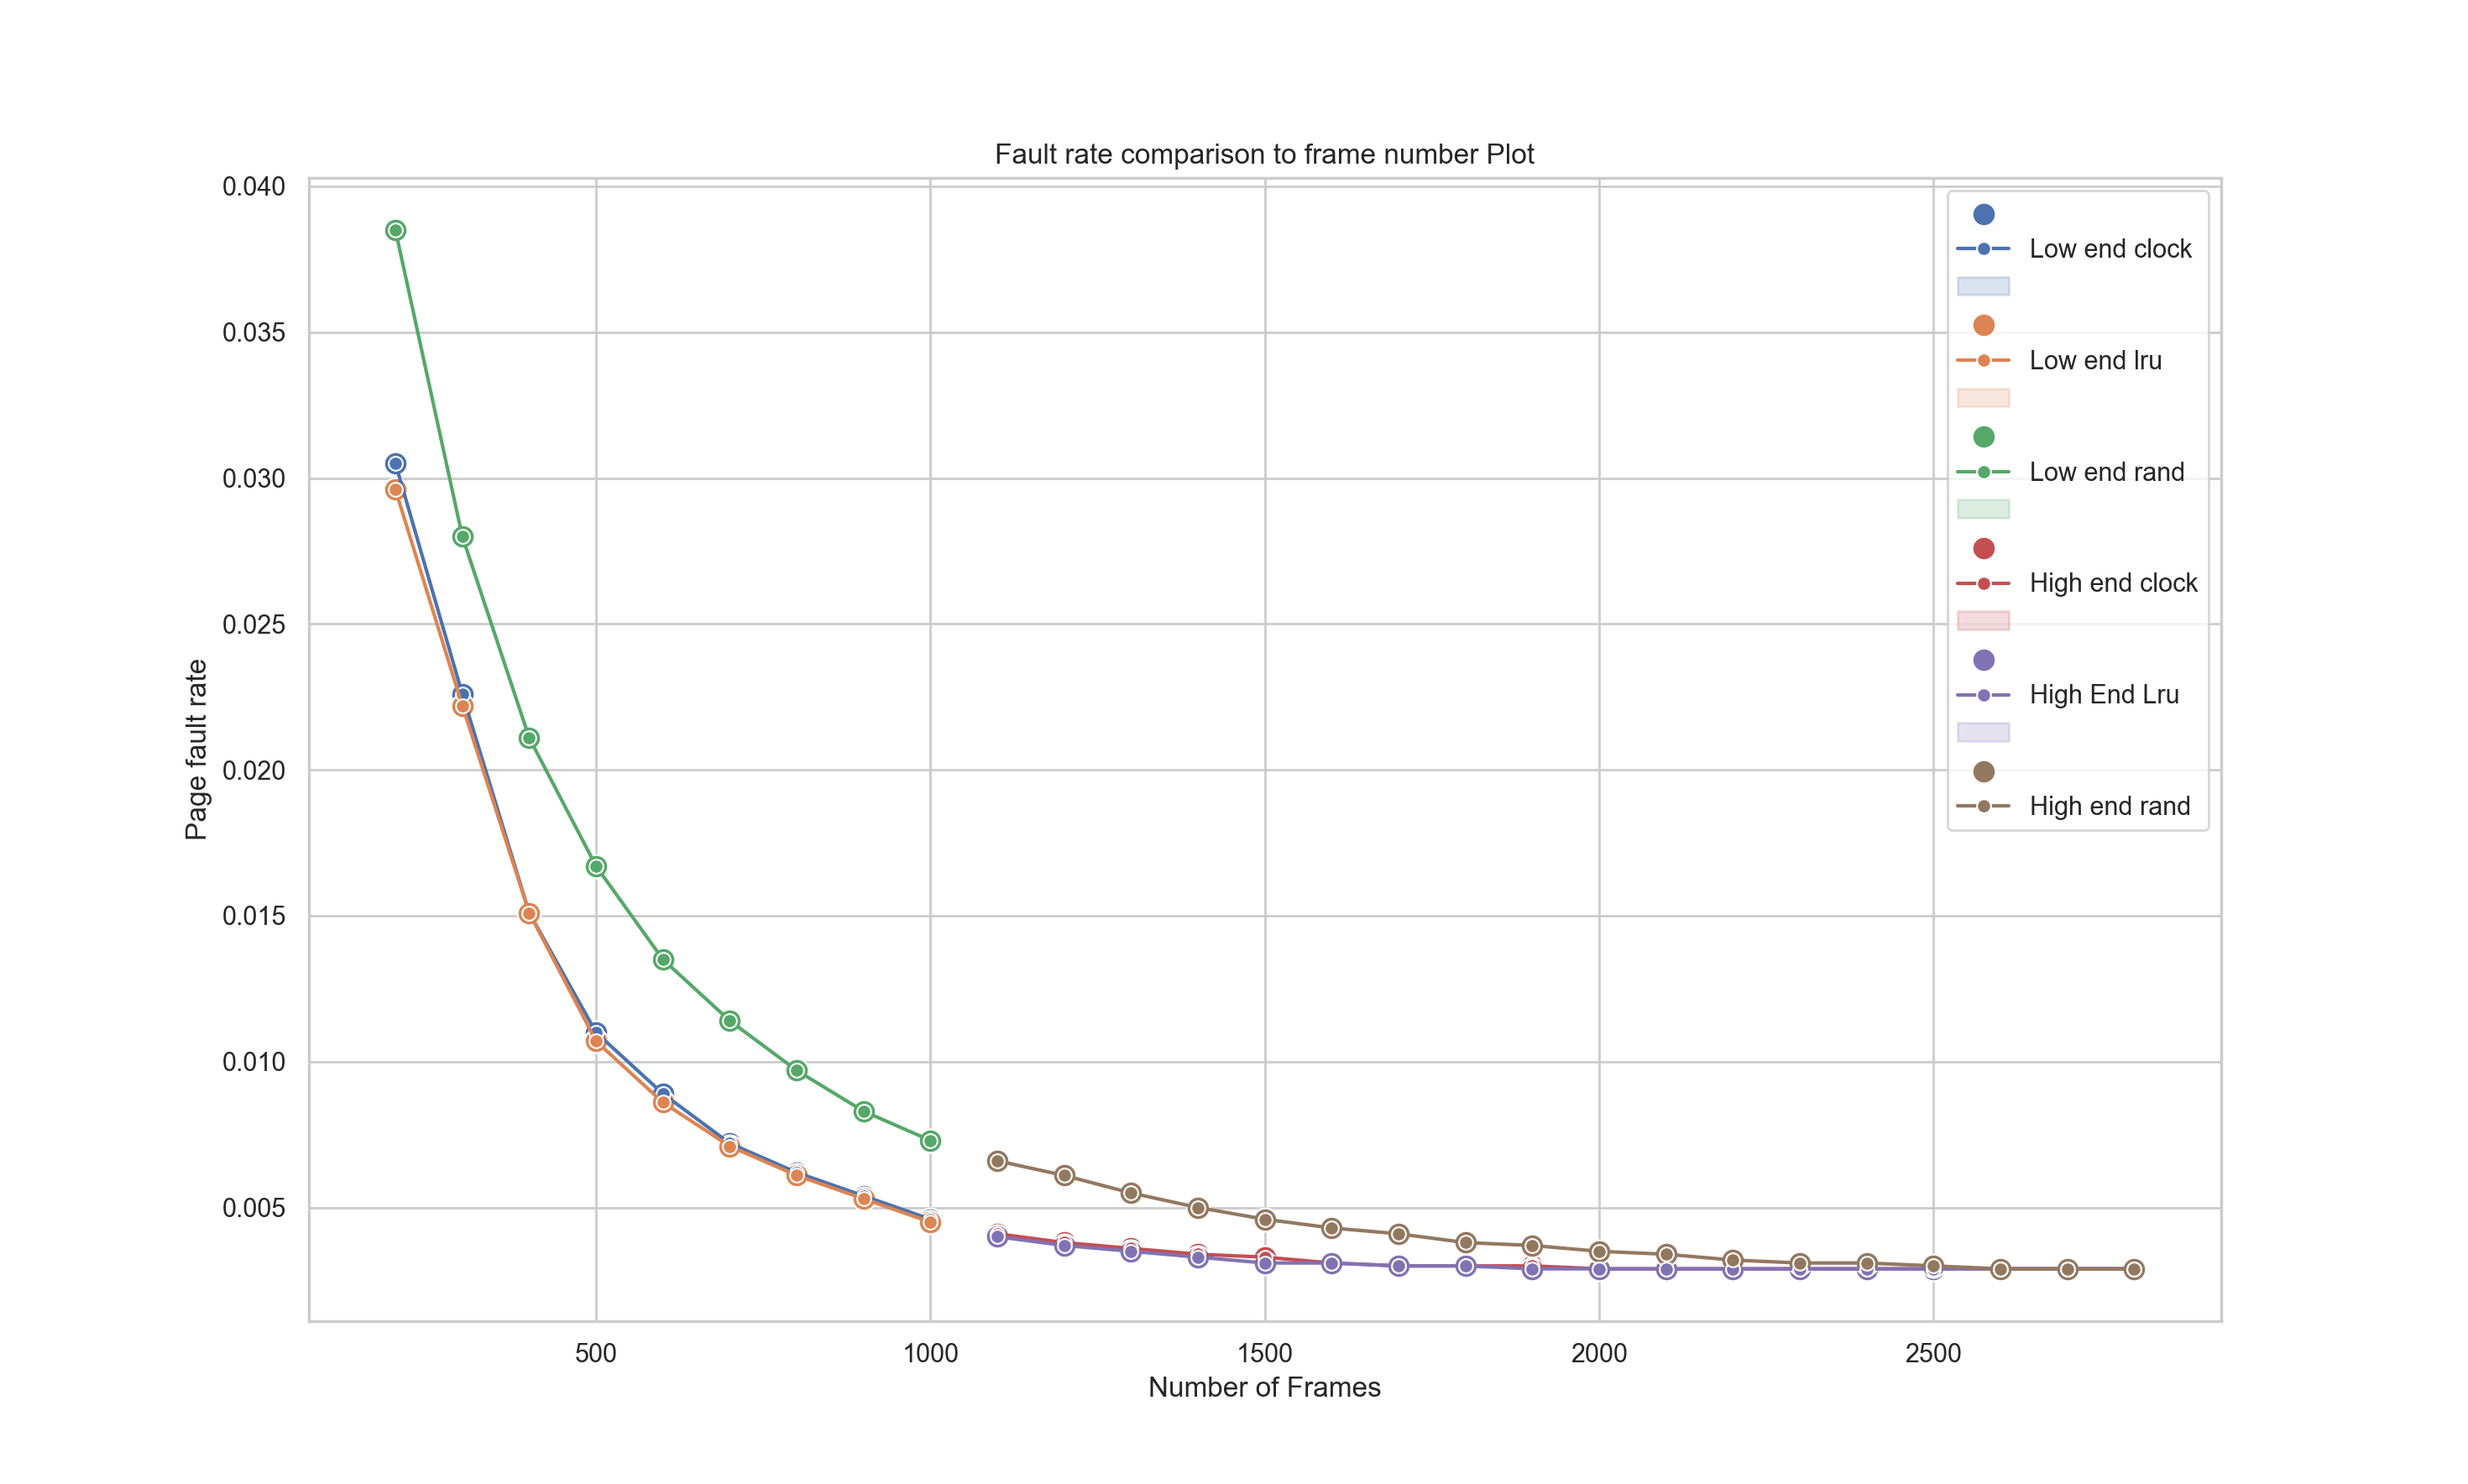 Fault rate comparison to frame number Plot
0.040
0.035
0.030
0.025
0.020
0.015
0.010
0.005
Page fault rate
500 1000 1500 2000 2500
Number of Frames
Low end clock
Low end lru
Low end rand
High end clock
High End Lru
High end rand